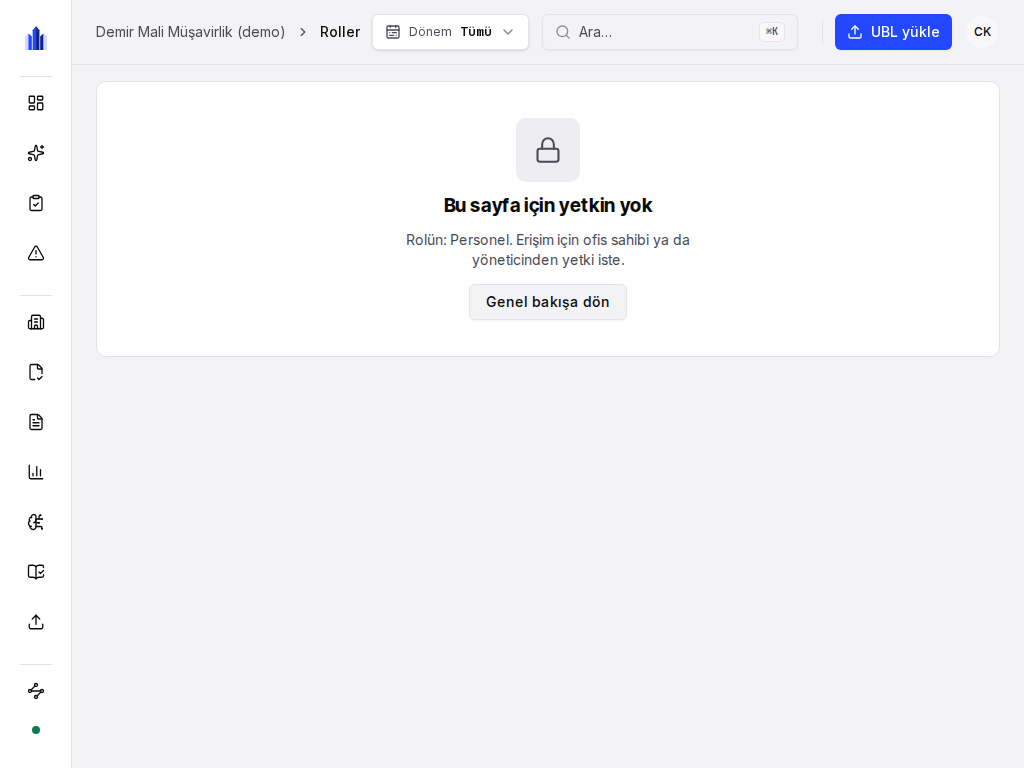 Demir Mali Müşavirlik (demo) > Roller
Dönem Tümü
Ara...
⌘K
UBL yükle
CK
Bu sayfa için yetkin yok
Rolün: Personel. Erişim için ofis sahibi ya da
yöneticinden yetki iste.
Genel bakışa dön